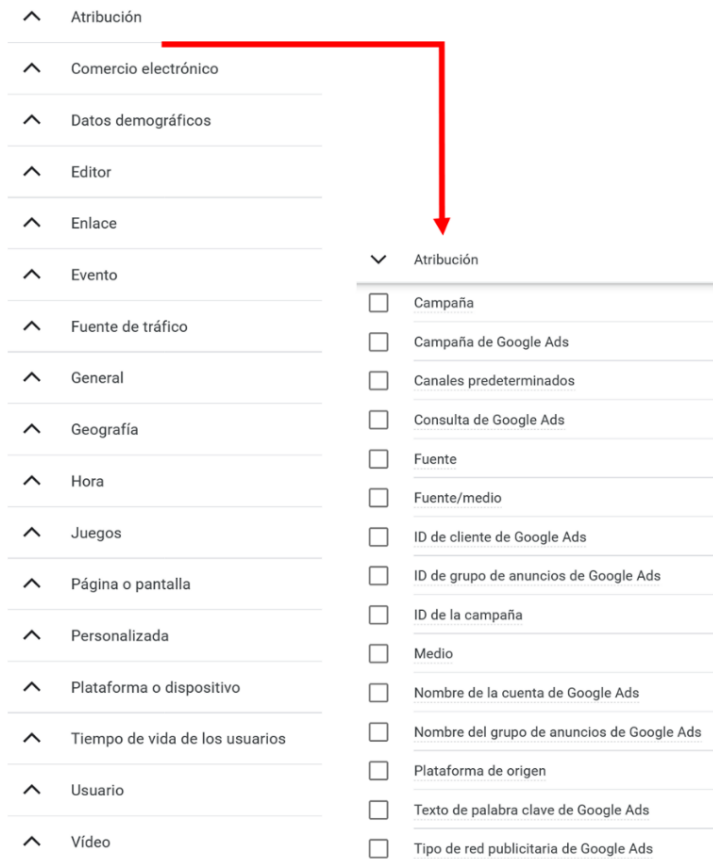 Atribución
Comercio electrónico
Datos demográficos
Editor
Enlace
Evento
Fuente de tráfico
General
Geografía
Hora
Juegos
Página o pantalla
Personalizada
Plataforma o dispositivo
Tiempo de vida de los usuarios
Usuario
Vídeo
Atribución
Campaña
Campaña de Google Ads
Canales predeterminados
Consulta de Google Ads
Fuente
Fuente/medio
ID de cliente de Google Ads
ID de grupo de anuncios de Google Ads
ID de la campaña
Medio
Nombre de la cuenta de Google Ads
Nombre del grupo de anuncios de Google Ads
Plataforma de origen
Texto de palabra clave de Google Ads
Tipo de red publicitaria de Google Ads